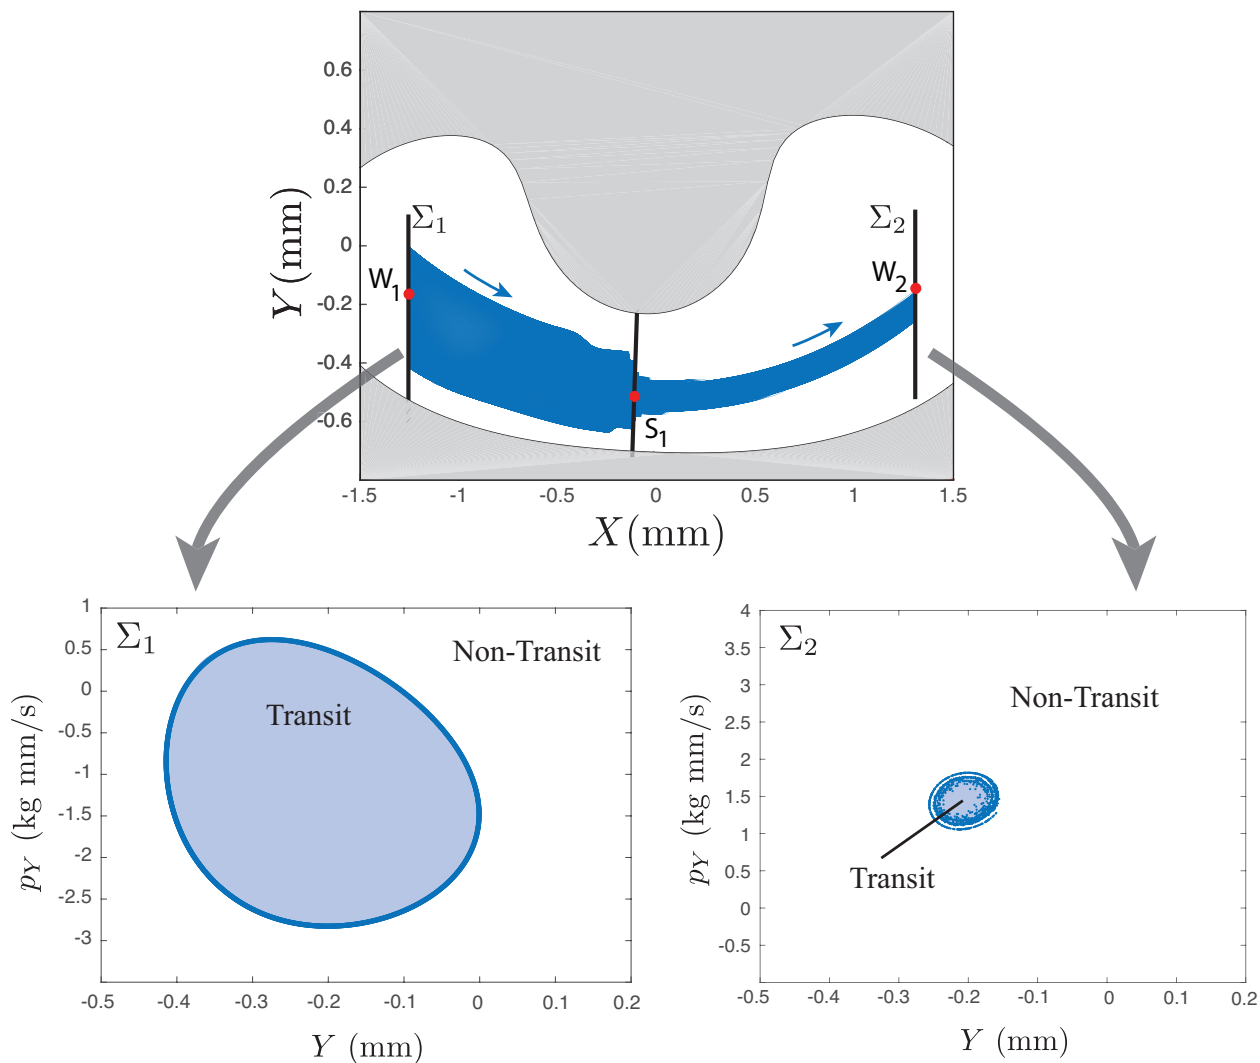 0.6
0.4
0.2
0
-0.2
-0.4
-0.6
Y (mm)
Σ1
Σ2
W1
W2
S1
-1.5 -1 -0.5 0 0.5 1 1.5
X (mm)
1
0.5
0
-0.5
-1
-1.5
-2
-2.5
-3
pY (kg mm/s)
Σ1
Non-Transit
Transit
-0.5 -0.4 -0.3 -0.2 -0.1 0 0.1 0.2
Y (mm)
4
3.5
3
2.5
2
1.5
1
0.5
0
-0.5
pY (kg mm/s)
Σ2
Non-Transit
Transit
-0.5 -0.4 -0.3 -0.2 -0.1 0 0.1 0.2
Y (mm)